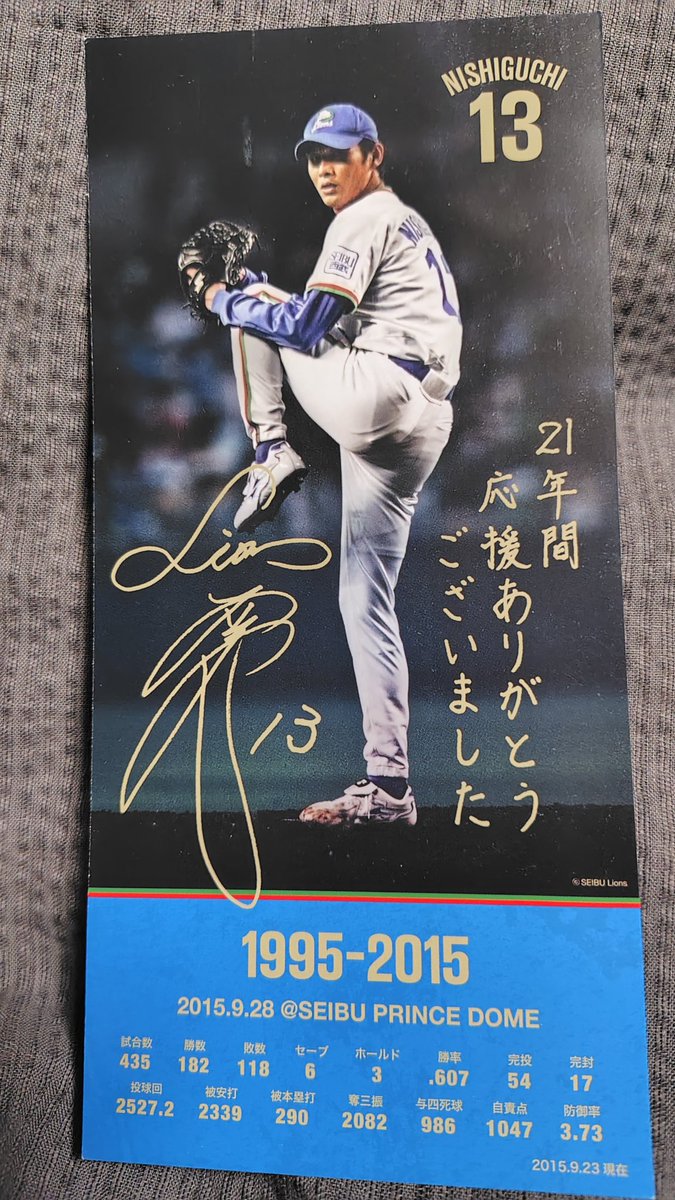 NISHIGUCHI
13
SEIBU
西武
21年間
応援ありがとう
ございました
Lions
13
© SEIBU Lions
1995-2015
2015.9.28 @SEIBU PRINCE DOME
試合数 勝数 敗数 セーブ ホールド 勝率 完投 完封
435 182 118 6 3 .607 54 17
投球回 被安打 被本塁打 奪三振 与四死球 自責点 防御率
2527.2 2339 290 2082 986 1047 3.73
2015.9.23 現在